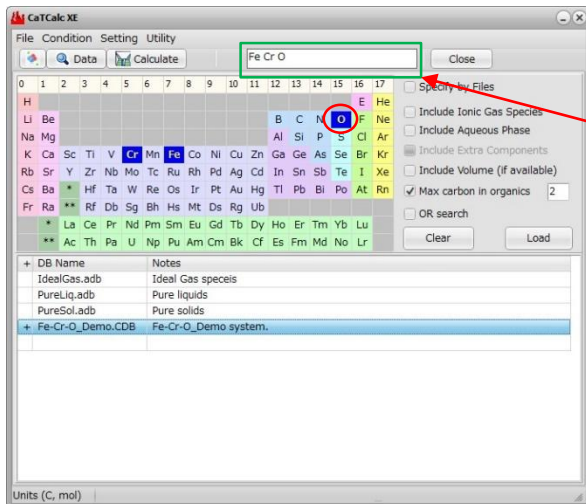 CaTCalc XE
File Condition Setting Utility
Data Calculate Fe Cr O Close
0 1 2 3 4 5 6 7 8 9 10 11 12 13 14 15 16 17
H E He
Li Be B C N O F Ne
Na Mg Al Si P S Cl Ar
K Ca Sc Ti V Cr Mn Fe Co Ni Cu Zn Ga Ge As Se Br Kr
Rb Sr Y Zr Nb Mo Tc Ru Rh Pd Ag Cd In Sn Sb Te I Xe
Cs Ba * Hf Ta W Re Os Ir Pt Au Hg Tl Pb Bi Po At Rn
Fr Ra ** Rf Db Sg Bh Hs Mt Ds Rg Ub
* La Ce Pr Nd Pm Sm Eu Gd Tb Dy Ho Er Tm Yb Lu
** Ac Th Pa U Np Pu Am Cm Bk Cf Es Fm Md No Lr
Specify by Files
Include Ionic Gas Species
Include Aqueous Phase
Include Extra Components
Include Volume (if available)
Max carbon in organics 2
OR search
Clear Load
+ DB Name Notes
IdealGas.adb Ideal Gas speceis
PureLiq.adb Pure liquids
PureSol.adb Pure solids
+ Fe-Cr-O_Demo.CDB Fe-Cr-O_Demo system.
Units (C, mol)